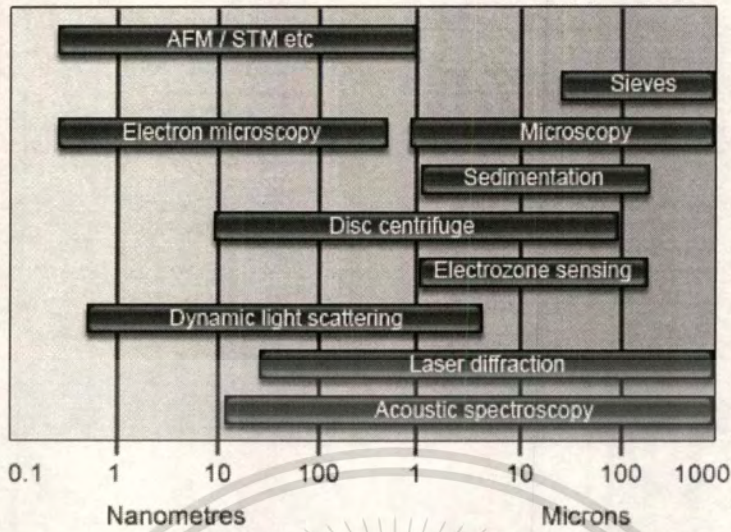 AFM / STM etc
Sieves
Electron microscopy Microscopy
Sedimentation
Disc centrifuge
Electrozone sensing
Dynamic light scattering
Laser diffraction
Acoustic spectroscopy
0.1 1 10 100 1 10 100 1000
Nanometres Microns